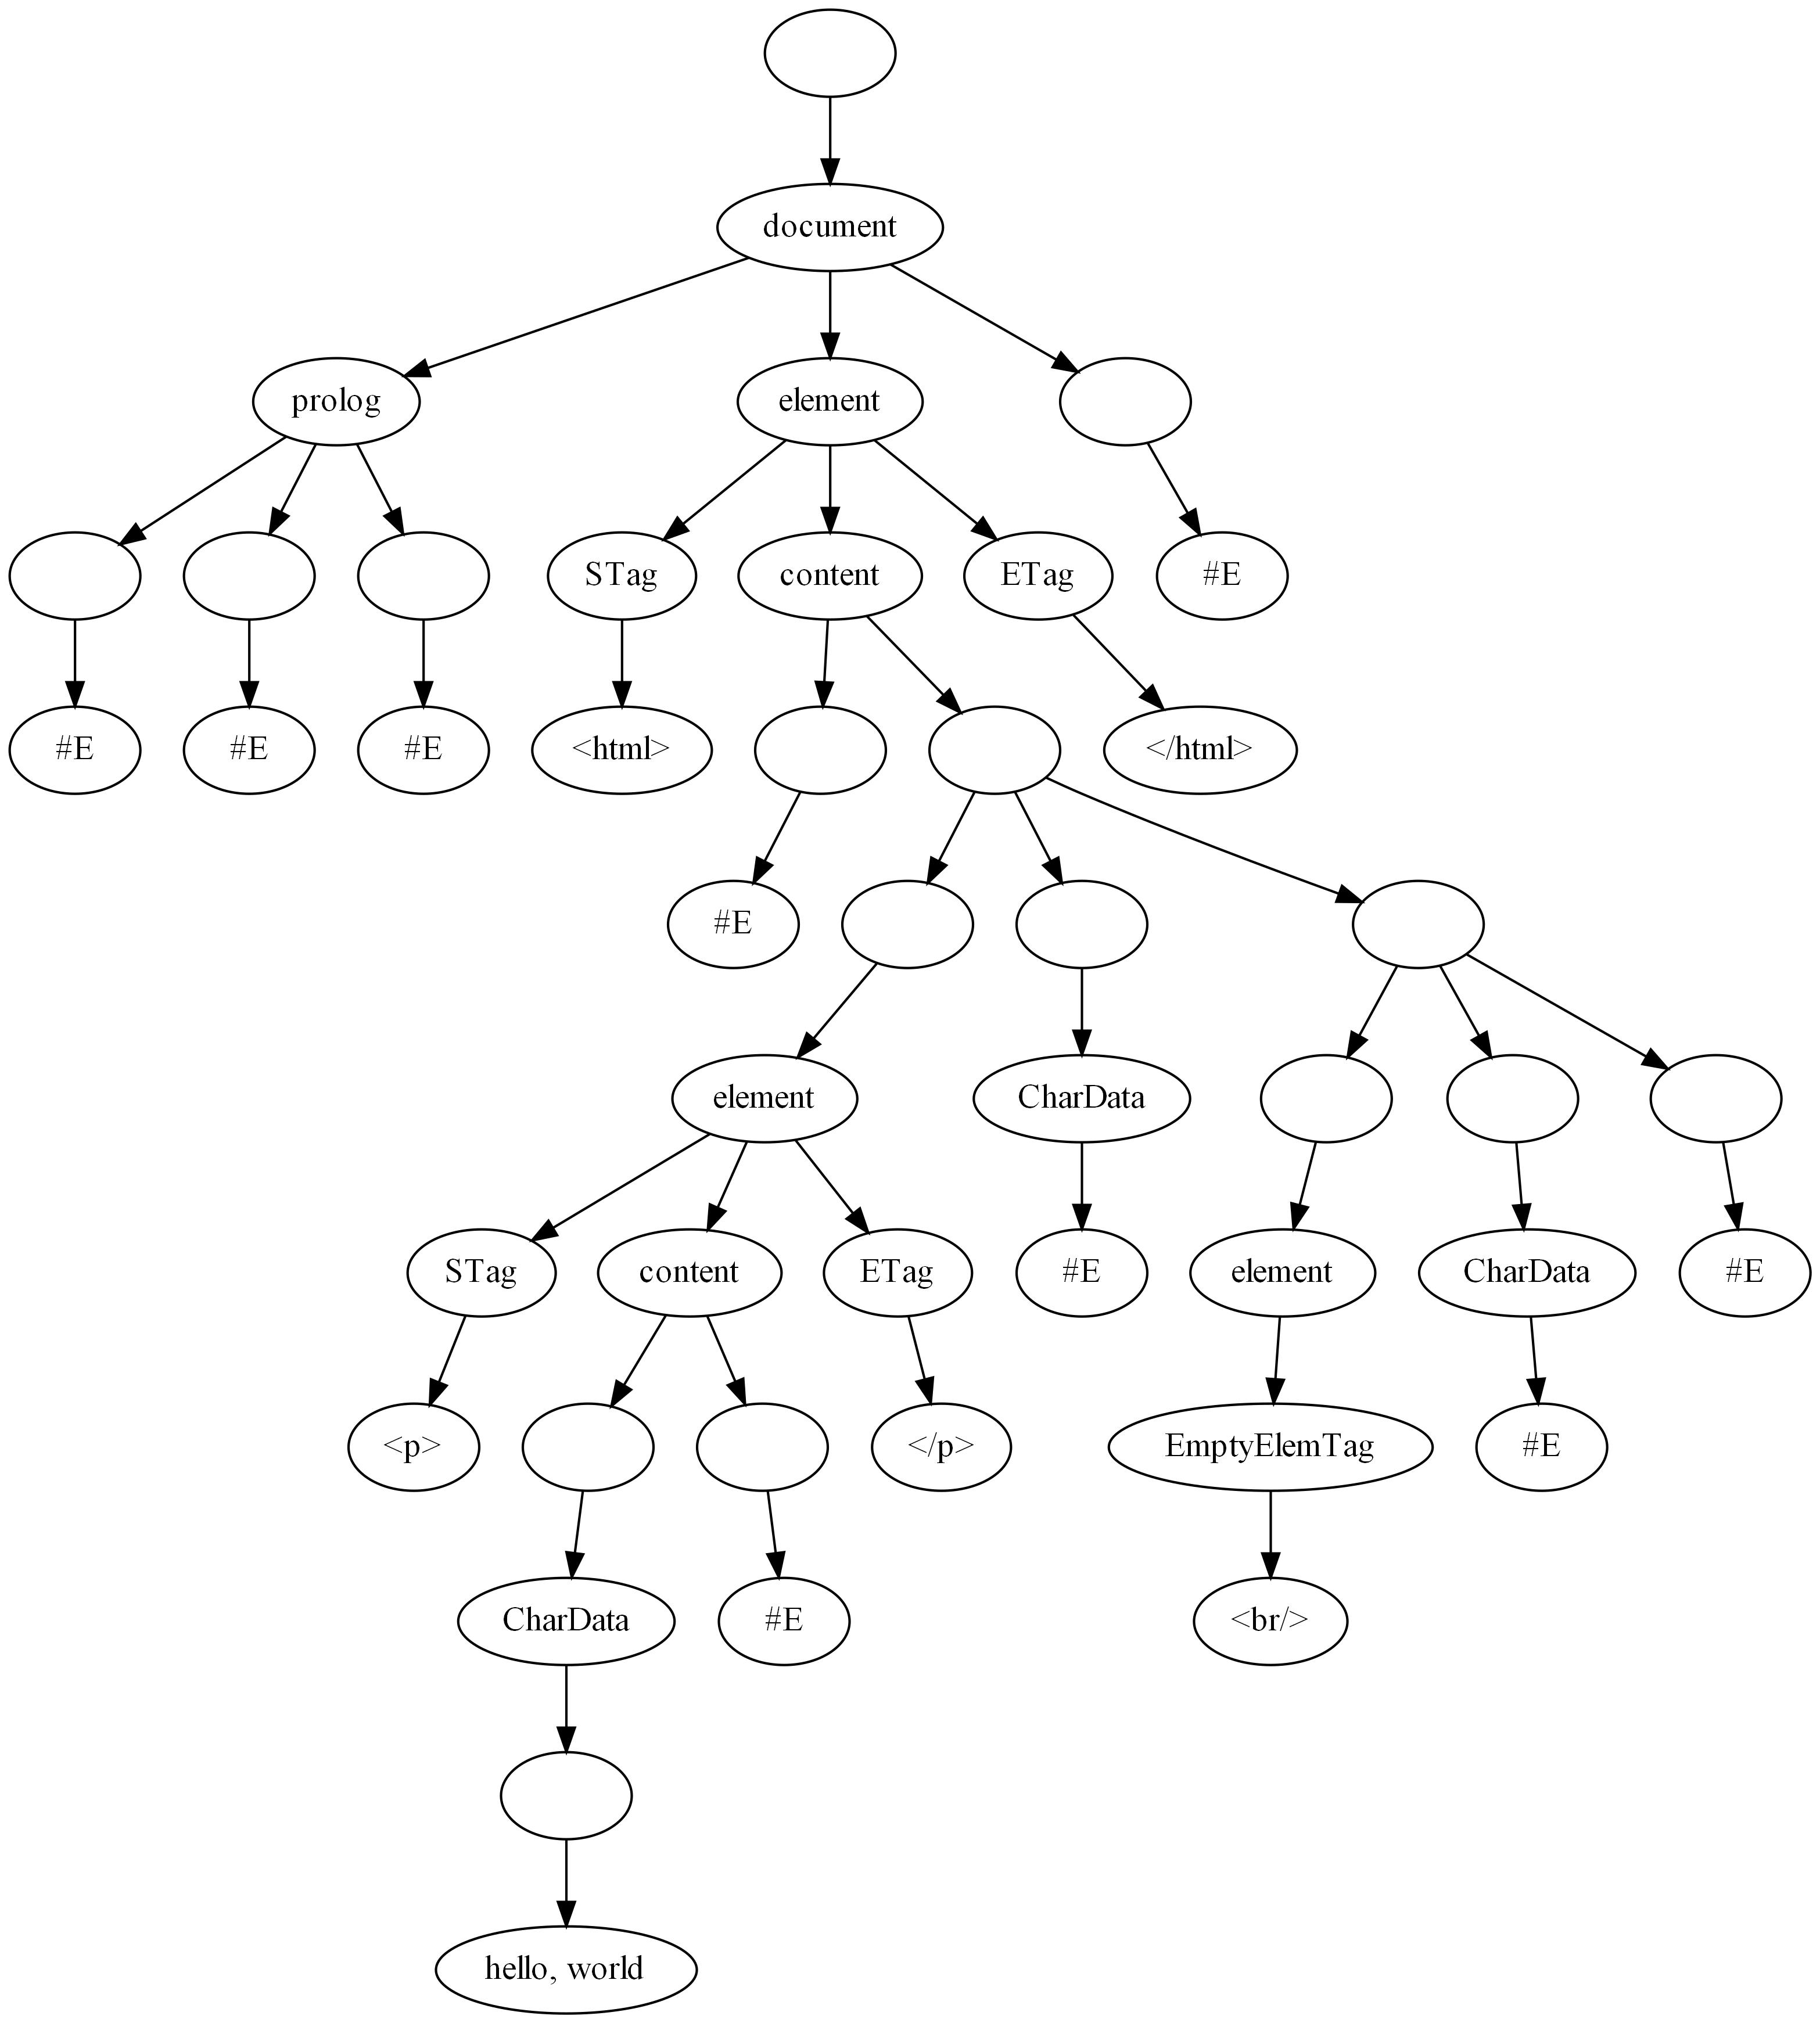 document
prolog
element
STag
content
ETag
#E
#E
#E
#E
<html>
</html>
#E
element
CharData
STag
content
ETag
#E
element
CharData
#E
<p>
</p>
EmptyElemTag
#E
CharData
#E
<br/>
hello, world